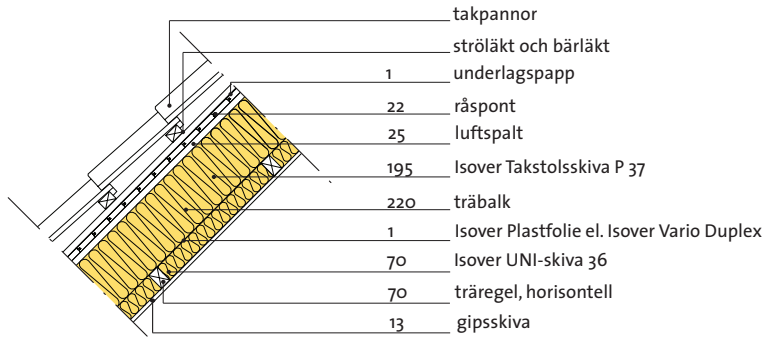 takpannor
ströläkt och bärläkt
1 underlagspapp
22 råspont
25 luftspalt
195 Isover Takstolsskiva P 37
220 träbalk
1 Isover Plastfolie el. Isover Vario Duplex
70 Isover UNI-skiva 36
70 träregel, horisontell
13 gipsskiva